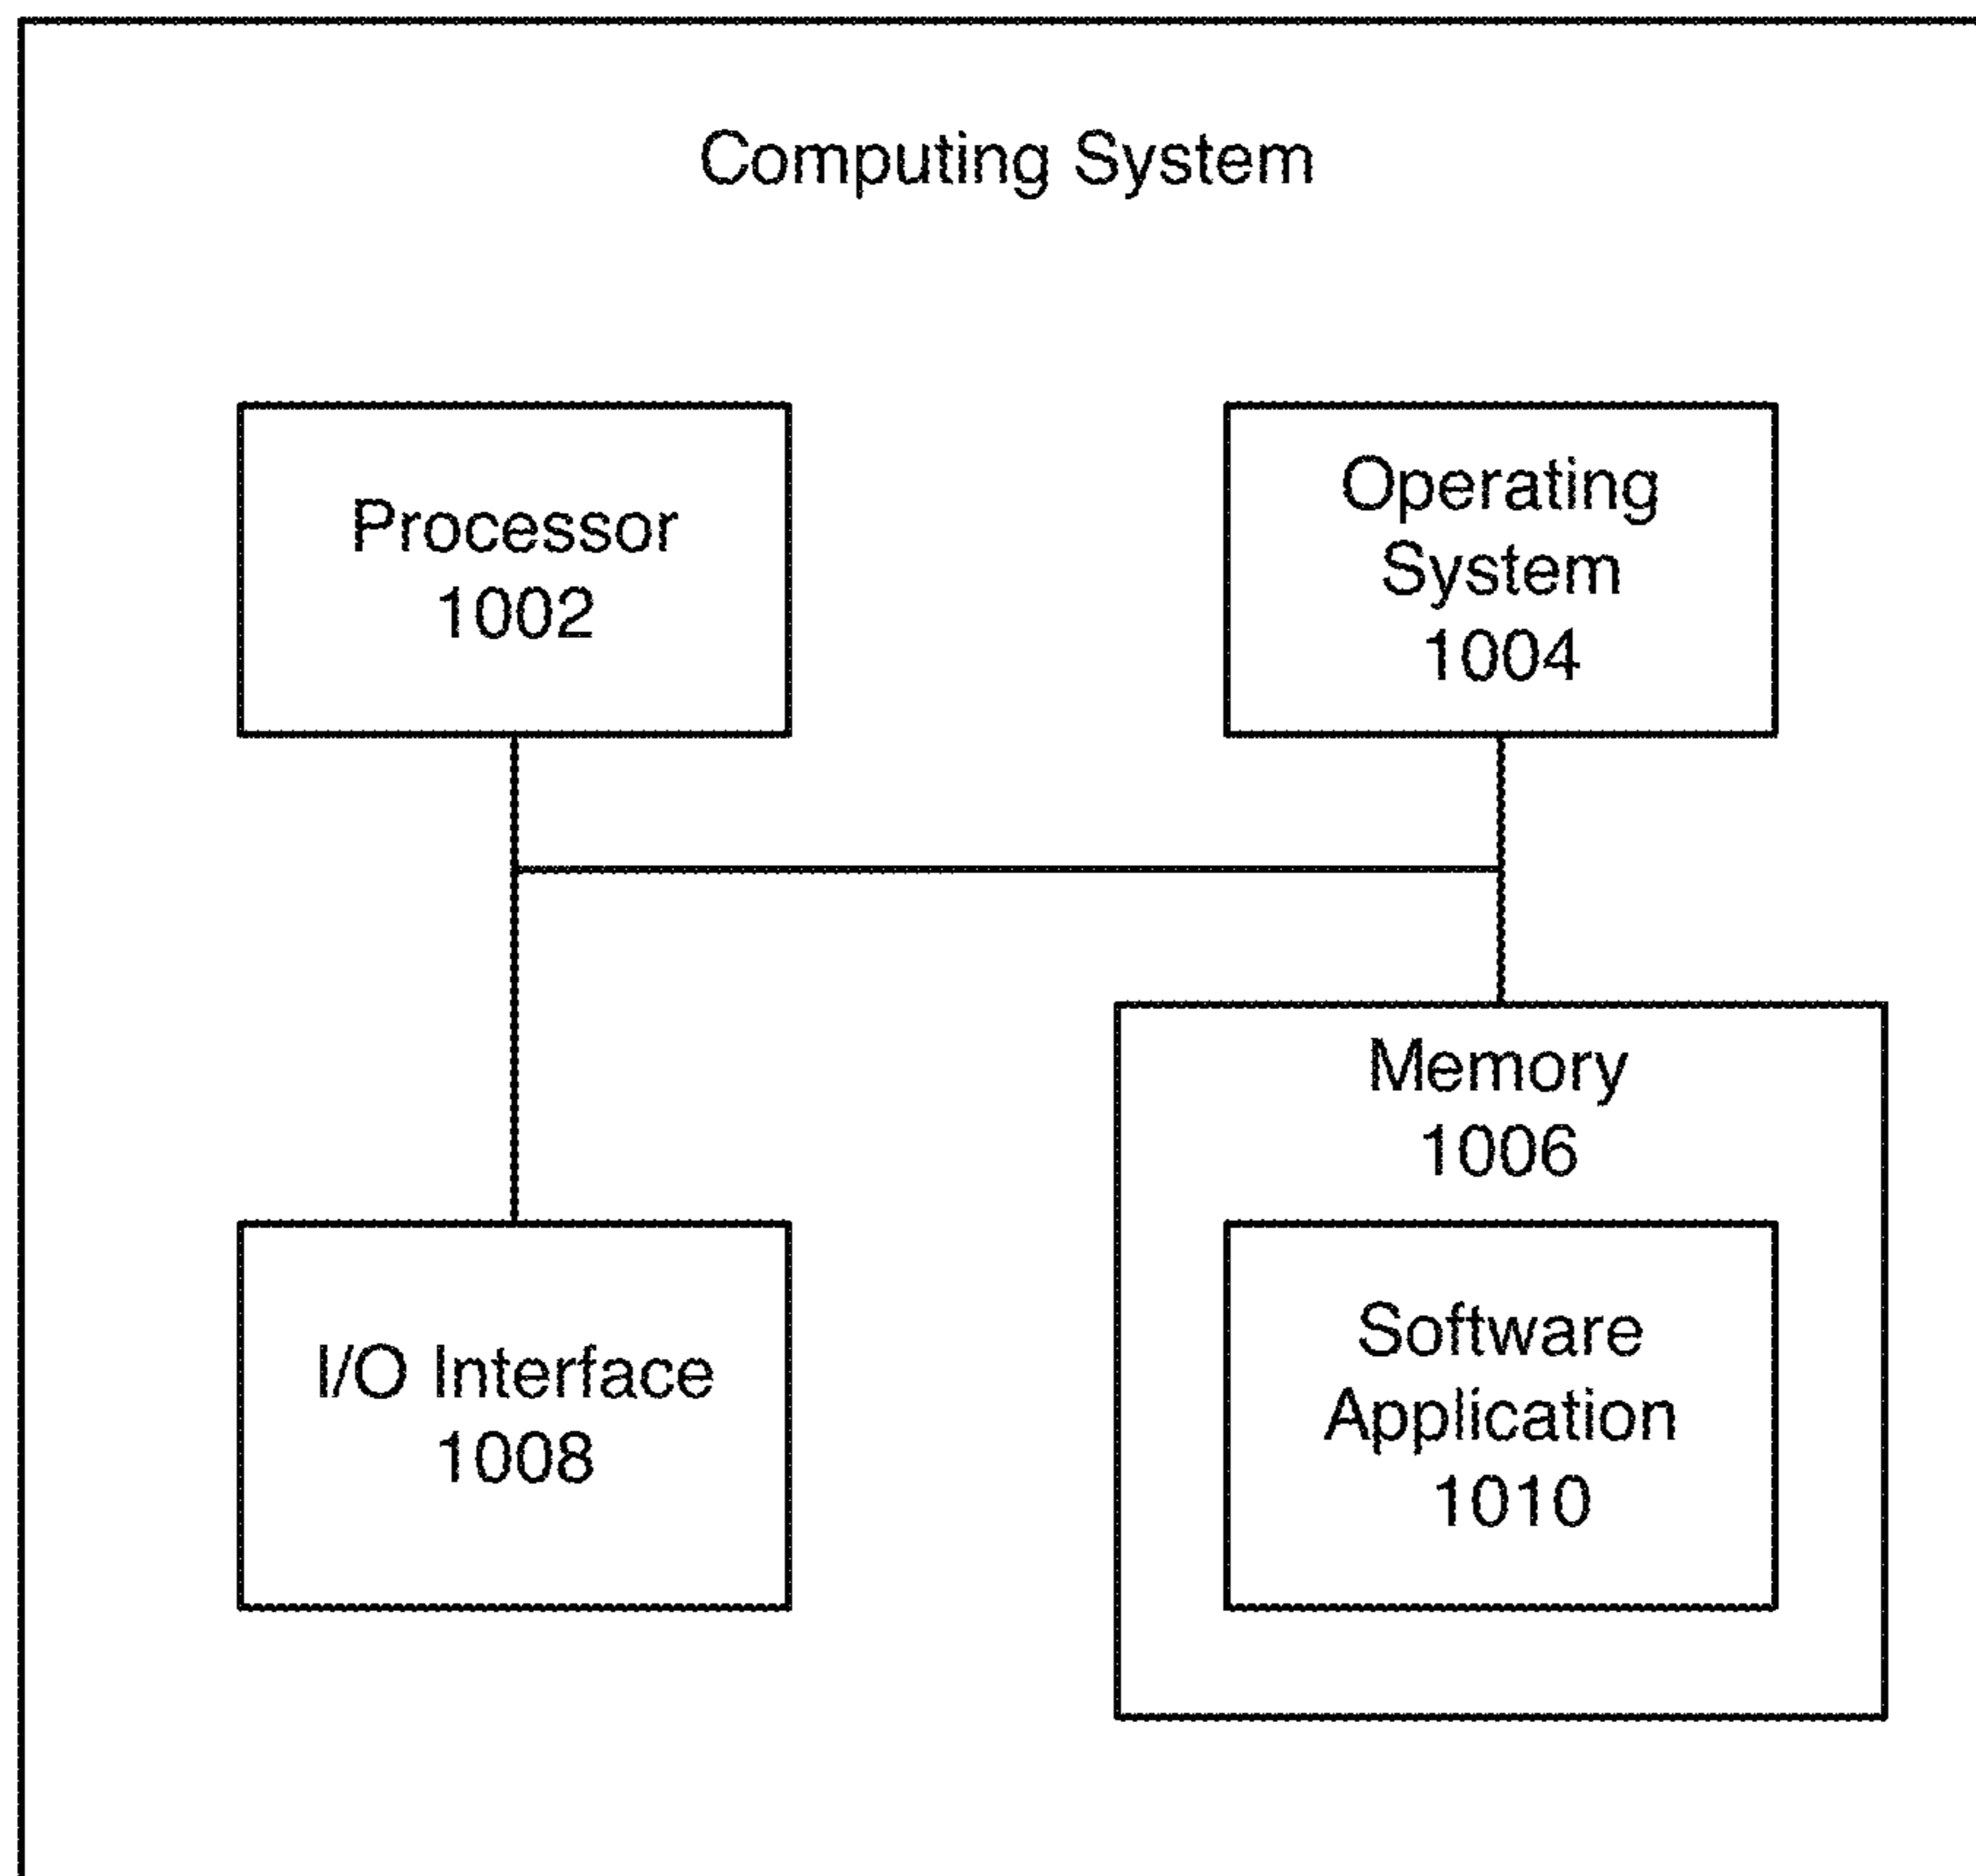 Computing System
Processor
1002
Operating
System
1004
Memory
1006
I/O Interface
1008
Software
Application
1010